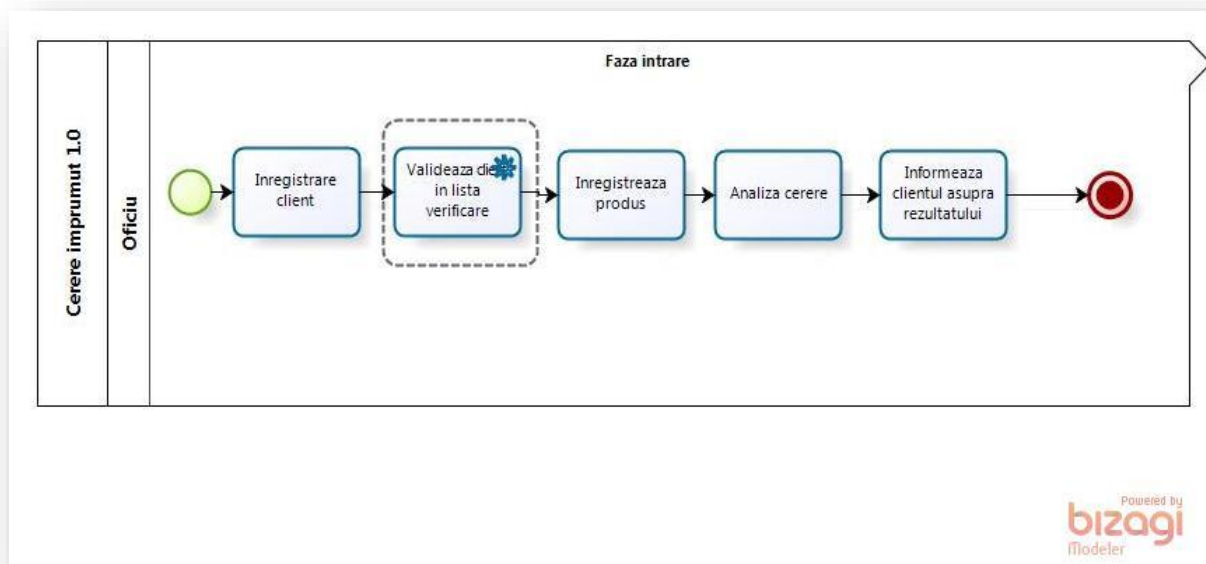 Faza intrare
Cerere imprumut 1.0
Oficiu
Inregistrare
client
Valideaza
in lista
verificare
Inregistreaza
produs
Analiza cerere
Informeaza
clientul asupra
rezultatului
Powered by
bizagi
Modeler